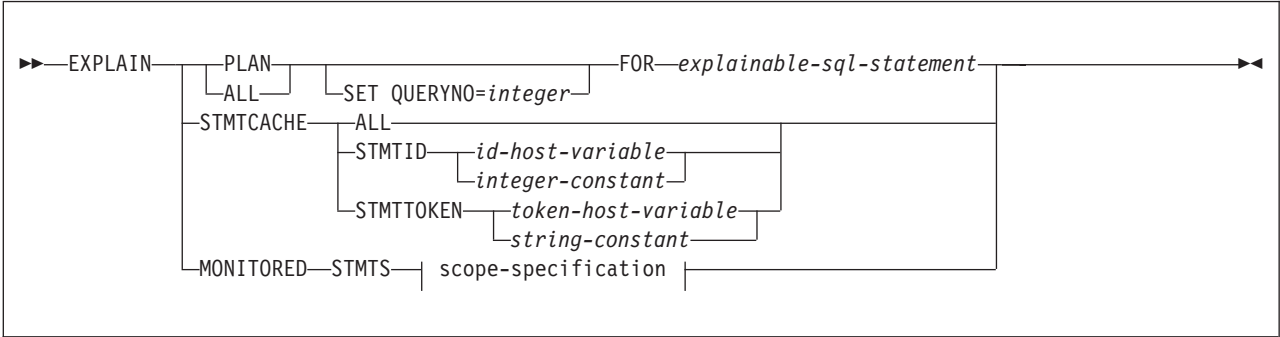 EXPLAIN PLAN FOR explainable-sql-statement
ALL SET QUERYNO=integer
STMTCACHE ALL
STMTID id-host-variable
integer-constant
STMTTOKEN token-host-variable
string-constant
MONITORED STMTS scope-specification